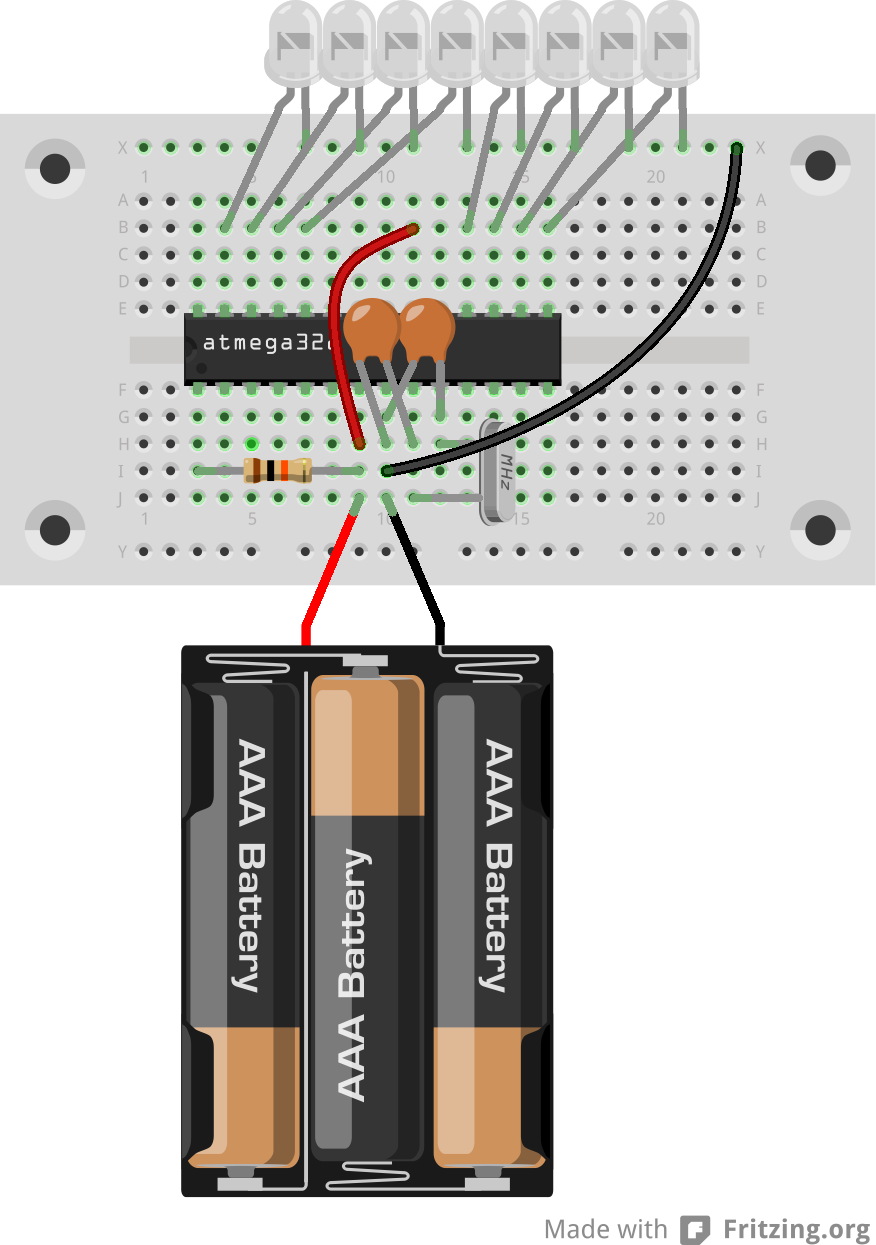 X X
1 5 10 15 20
A A
B B
C C
D D
E E
atmega32
F F
G G
H H
MHz
I I
J J
1 5 10 15 20
Y Y
AAA Battery
AAA Battery
AAA Battery
Made with Fritzing.org